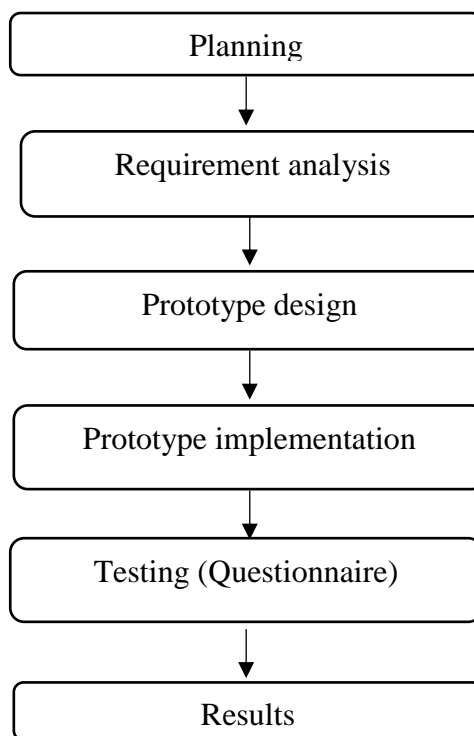 Planning
Requirement analysis
Prototype design
Prototype implementation
Testing (Questionnaire)
Results